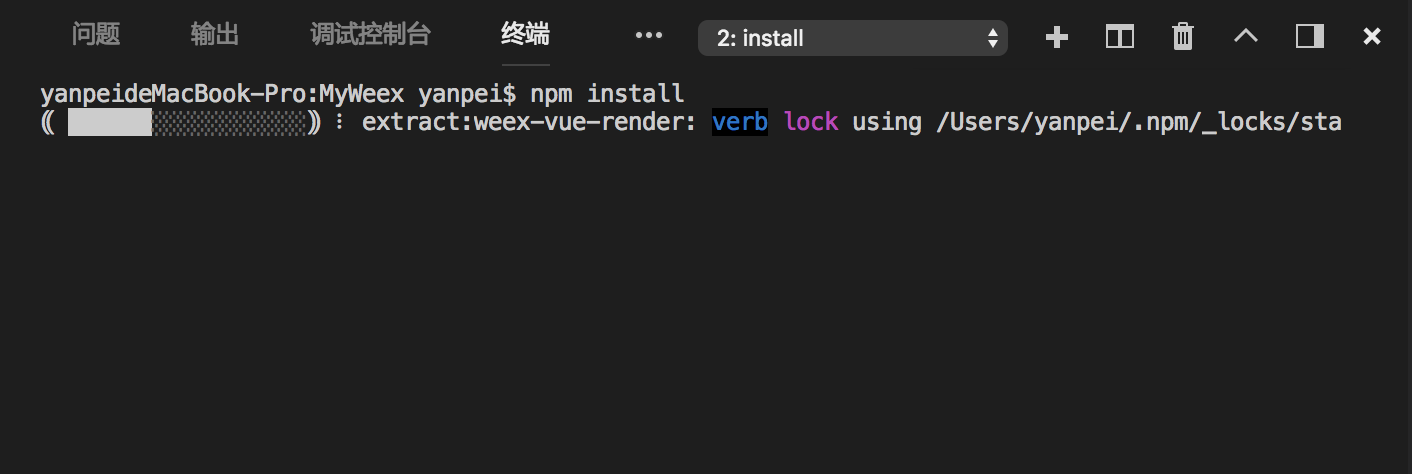 问题 输出 调试控制台 终端 ••• 2: install
yanpeideMacBook-Pro:MyWeex yanpei$ npm install
⸨ ██████░░░░░░░░░░░⸩ ⠇ extract:weex-vue-render: verb lock using /Users/yanpei/.npm/_locks/sta